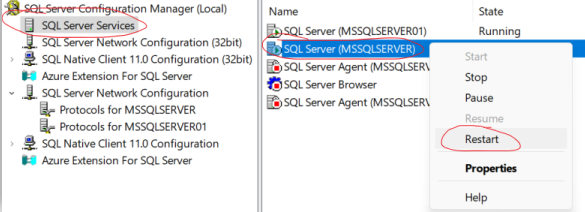 SQL Server Configuration Manager (Local)
SQL Server Services
SQL Server Network Configuration (32bit)
SQL Native Client 11.0 Configuration (32bit)
Azure Extension For SQL Server
SQL Server Network Configuration
Protocols for MSSQLSERVER
Protocols for MSSQLSERVER01
SQL Native Client 11.0 Configuration
Azure Extension For SQL Server
Name State
SQL Server (MSSQLSERVER01) Running
SQL Server (MSSQLSERVER)
SQL Server Agent (MSSQLSERV
SQL Server Browser
SQL Server Agent (MSSQLSER
Start
Stop
Pause
Resume
Restart
Properties
Help